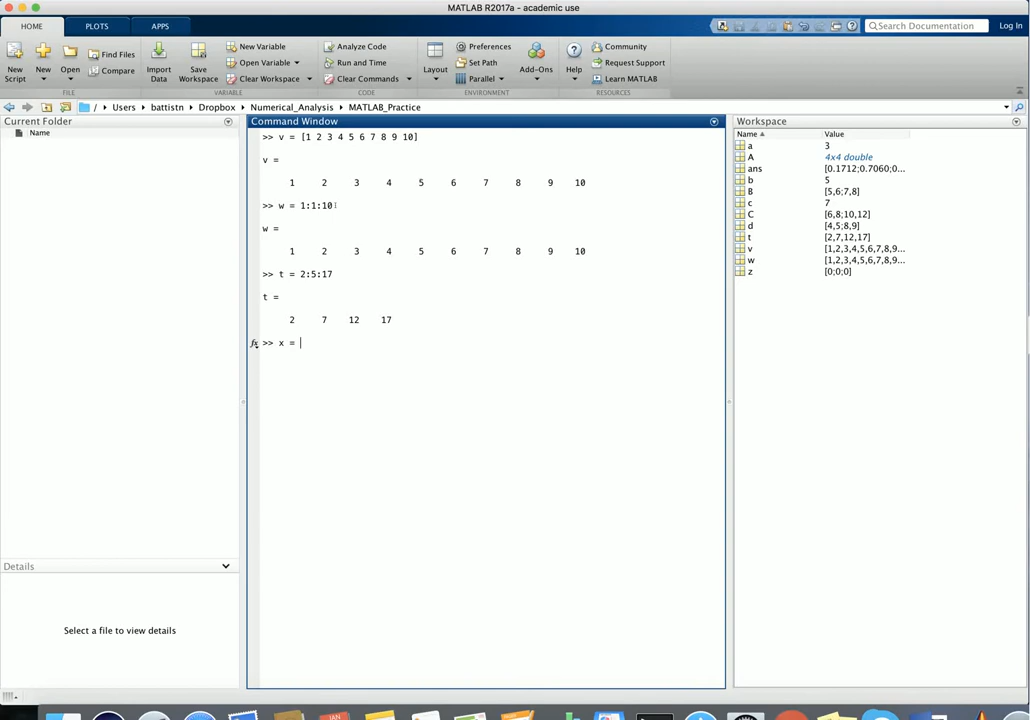 MATLAB R2017a - academic use
HOME PLOTS APPS
Search Documentation Log In
New Script
New
Open
Find Files
Compare
FILE
Import Data
Save Workspace
New Variable
Open Variable
Clear Workspace
VARIABLE
Analyze Code
Run and Time
Clear Commands
CODE
Layout
Preferences
Set Path
Parallel
Add-Ons
ENVIRONMENT
Help
Community
Request Support
Learn MATLAB
RESOURCES
/ Users battistn Dropbox Numerical_Analysis MATLAB_Practice
Current Folder
Name
Details
Select a file to view details
Command Window
>> v = [1 2 3 4 5 6 7 8 9 10]
v =
1 2 3 4 5 6 7 8 9 10
>> w = 1:1:10
w =
1 2 3 4 5 6 7 8 9 10
>> t = 2:5:17
t =
2 7 12 17
fx >> x =
Workspace
Name Value
a 3
A 4x4 double
ans [0.1712;0.7060;0...
b 5
B [5,6;7,8]
c 7
C [6,8;10,12]
d [4,5;8,9]
t [2,7,12,17]
v [1,2,3,4,5,6,7,8,9...
w [1,2,3,4,5,6,7,8,9...
z [0;0;0]
JAN